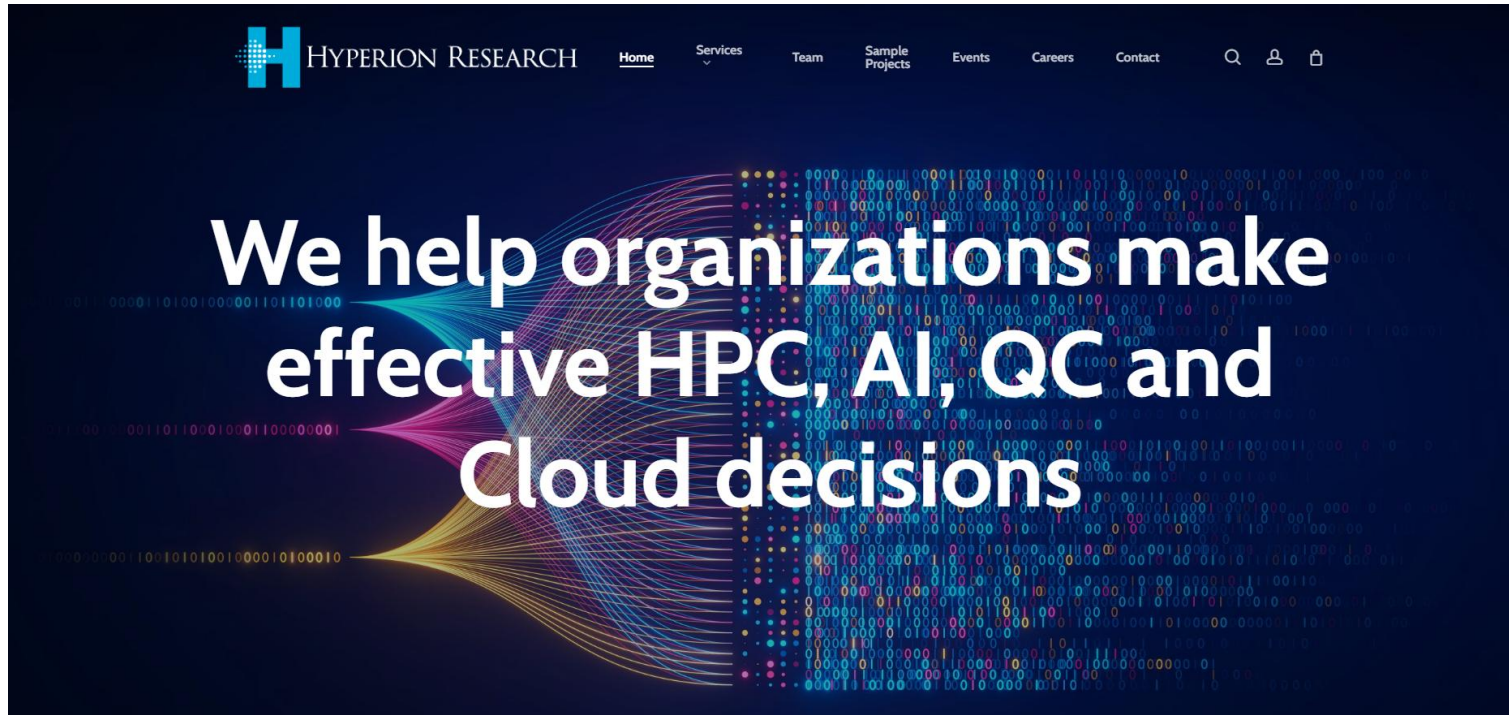 HYPERION RESEARCH
Home
Services
Team
Sample
Projects
Events
Careers
Contact
We help organizations make
effective HPC, AI, QC and
Cloud decisions